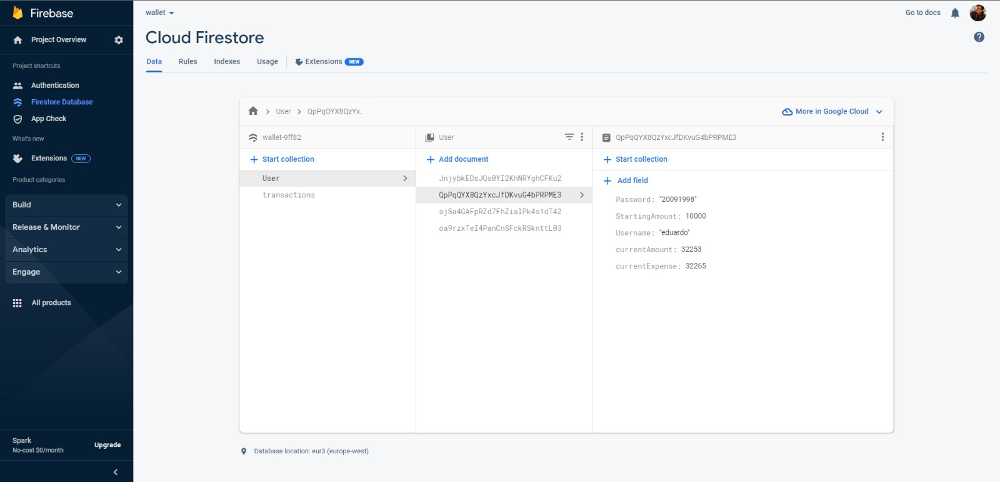 Firebase
Project Overview
Project shortcuts
Authentication
Firestore Database
App Check
What's new
Extensions NEW
Product categories
Build
Release & Monitor
Analytics
Engage
All products
Spark
No-cost $0/month
Upgrade
wallet
Go to docs
Cloud Firestore
Data Rules Indexes Usage Extensions NEW
User QpPqQYX8QzYx.
More in Google Cloud
wallet-9ff82
Start collection
User
transactions
User
Add document
JnjybkEDsJQs0YI2KhNRYghCFKu2
QpPqQYX8QzYxcJfDKvuG4bPRPME3
ajSa4GAFpRZd7FhZialPk4s1dT42
oa9rzxTeI4PanCnSFckRSknttL03
QpPqQYX8QzYxcJfDKvuG4bPRPME3
Start collection
Add field
Password: "20091998"
StartingAmount: 10000
Username: "eduardo"
currentAmount: 32253
currentExpense: 32265
Database location: eur3 (europe-west)